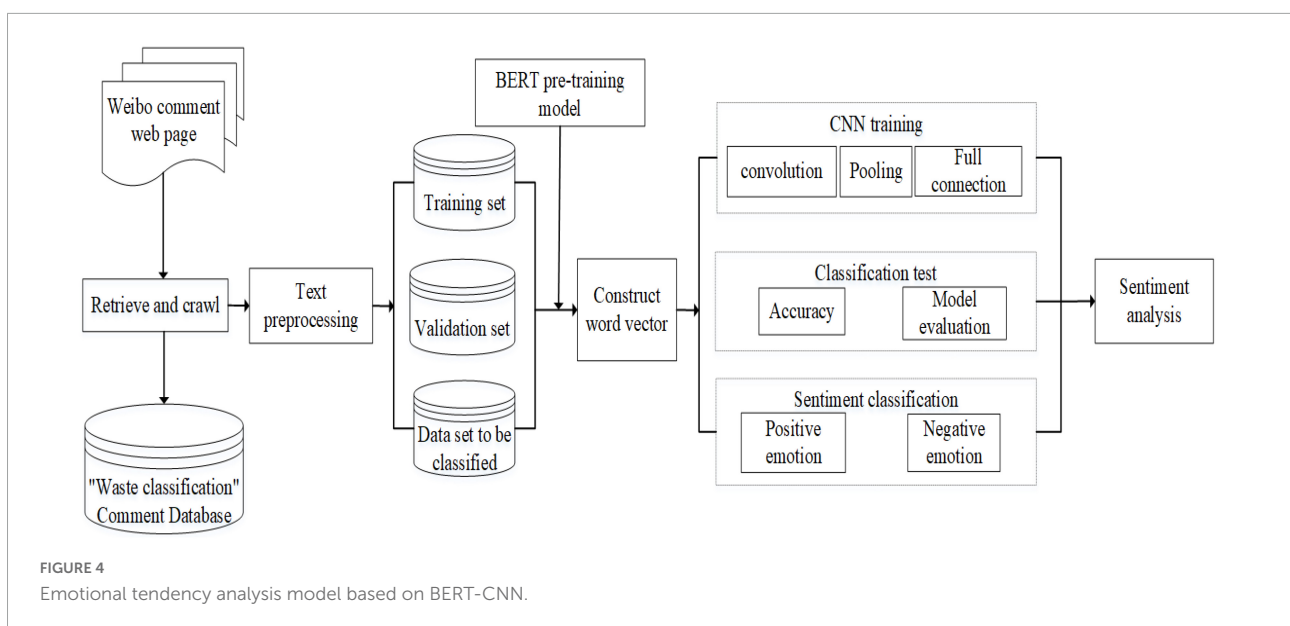 Weibo comment
web page
Retrieve and crawl
"Waste classification"
Comment Database
Text
preprocessing
Training set
Validation set
Data set to be
classified
BERT pre-training
model
Construct
word vector
CNN training
convolution
Pooling
Full
connection
Classification test
Accuracy
Model
evaluation
Sentiment classification
Positive
emotion
Negative
emotion
Sentiment
analysis
FIGURE 4
Emotional tendency analysis model based on BERT-CNN.